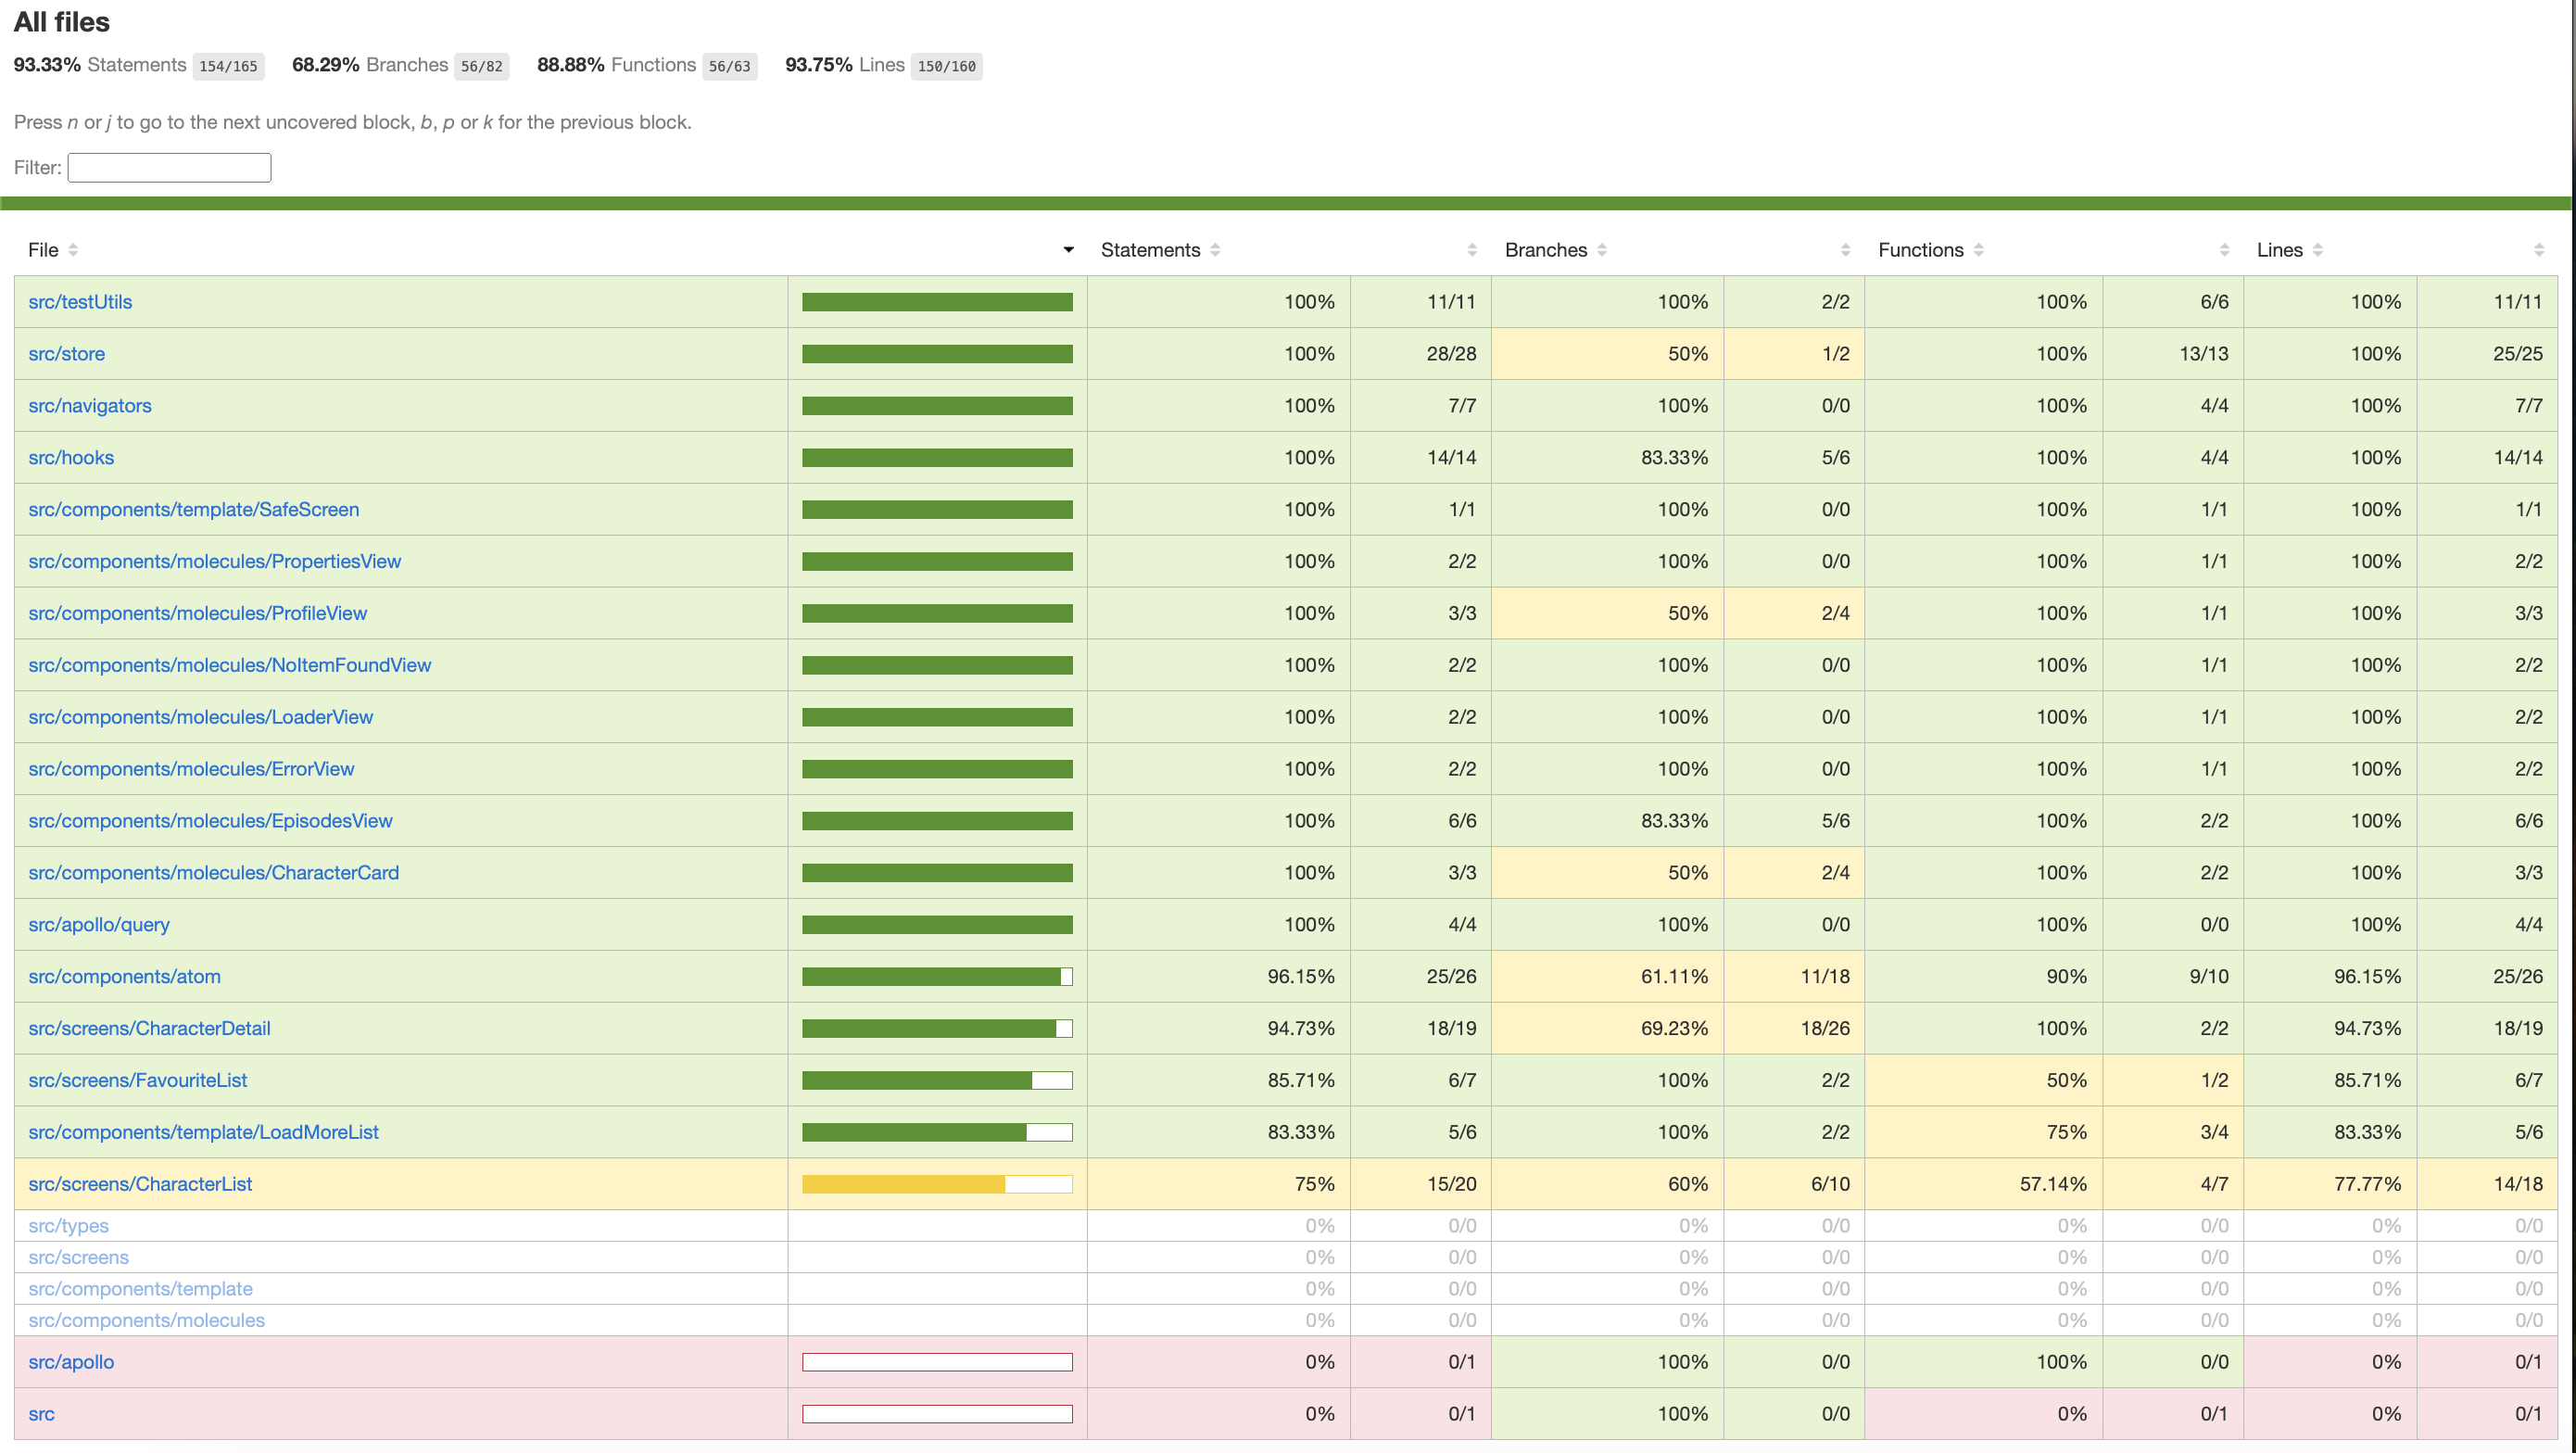 All files
93.33% Statements 154/165 68.29% Branches 56/82 88.88% Functions 56/63 93.75% Lines 150/160
Press n or j to go to the next uncovered block, b, p or k for the previous block.
Filter:
File Statements Branches Functions Lines
src/testUtils 100% 11/11 100% 2/2 100% 6/6 100% 11/11
src/store 100% 28/28 50% 1/2 100% 13/13 100% 25/25
src/navigators 100% 7/7 100% 0/0 100% 4/4 100% 7/7
src/hooks 100% 14/14 83.33% 5/6 100% 4/4 100% 14/14
src/components/template/SafeScreen 100% 1/1 100% 0/0 100% 1/1 100% 1/1
src/components/molecules/PropertiesView 100% 2/2 100% 0/0 100% 1/1 100% 2/2
src/components/molecules/ProfileView 100% 3/3 50% 2/4 100% 1/1 100% 3/3
src/components/molecules/NoItemFoundView 100% 2/2 100% 0/0 100% 1/1 100% 2/2
src/components/molecules/LoaderView 100% 2/2 100% 0/0 100% 1/1 100% 2/2
src/components/molecules/ErrorView 100% 2/2 100% 0/0 100% 1/1 100% 2/2
src/components/molecules/EpisodesView 100% 6/6 83.33% 5/6 100% 2/2 100% 6/6
src/components/molecules/CharacterCard 100% 3/3 50% 2/4 100% 2/2 100% 3/3
src/apollo/query 100% 4/4 100% 0/0 100% 0/0 100% 4/4
src/components/atom 96.15% 25/26 61.11% 11/18 90% 9/10 96.15% 25/26
src/screens/CharacterDetail 94.73% 18/19 69.23% 18/26 100% 2/2 94.73% 18/19
src/screens/FavouriteList 85.71% 6/7 100% 2/2 50% 1/2 85.71% 6/7
src/components/template/LoadMoreList 83.33% 5/6 100% 2/2 75% 3/4 83.33% 5/6
src/screens/CharacterList 75% 15/20 60% 6/10 57.14% 4/7 77.77% 14/18
src/types 0% 0/0 0% 0/0 0% 0/0 0% 0/0
src/screens 0% 0/0 0% 0/0 0% 0/0 0% 0/0
src/components/template 0% 0/0 0% 0/0 0% 0/0 0% 0/0
src/components/molecules 0% 0/0 0% 0/0 0% 0/0 0% 0/0
src/apollo 0% 0/1 100% 0/0 100% 0/0 0% 0/1
src 0% 0/1 100% 0/0 0% 0/1 0% 0/1